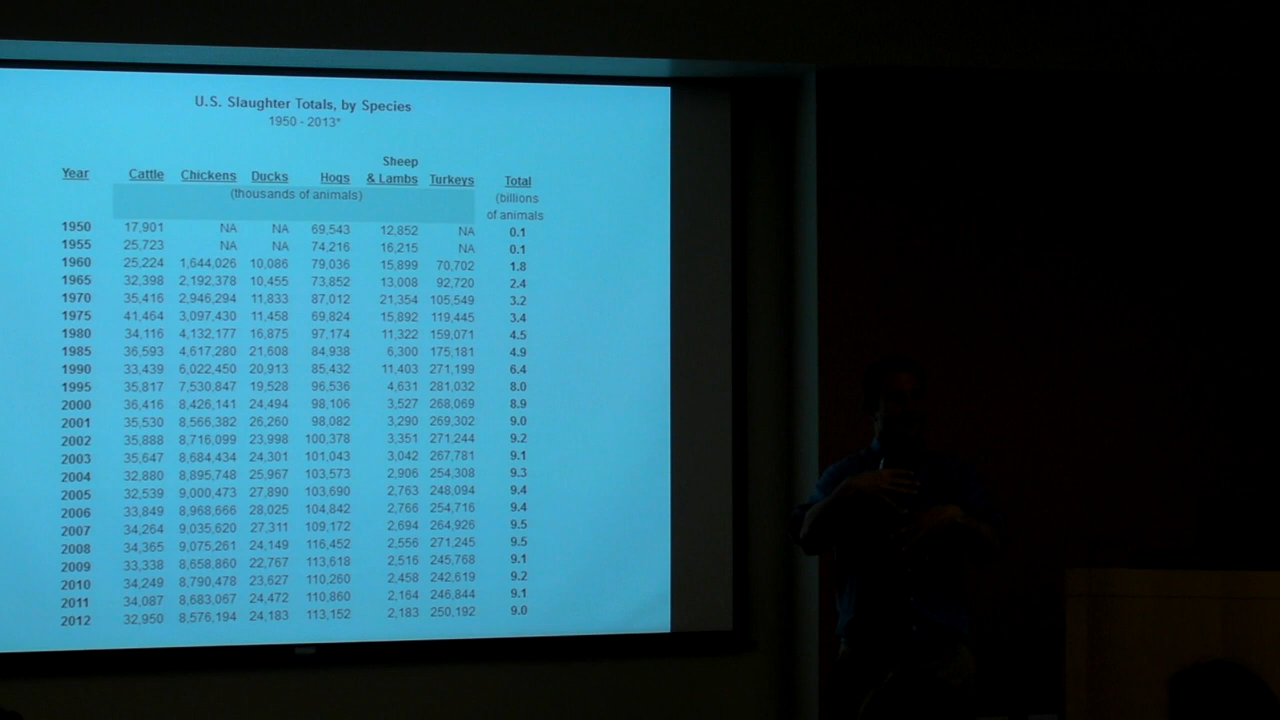 U.S. Slaughter Totals, by Species
1950 - 2013*
Sheep
Year Cattle Chickens Ducks Hogs & Lambs Turkeys Total
(thousands of animals) (billions
of animals
1950 17,901 NA NA 69,543 12,852 NA 0.1
1955 25,723 NA NA 74,216 16,215 NA 0.1
1960 25,224 1,644,026 10,086 79,036 15,899 70,702 1.8
1965 32,398 2,192,378 10,455 73,852 13,008 92,720 2.4
1970 35,416 2,946,294 11,833 87,012 21,354 105,549 3.2
1975 41,464 3,097,430 11,458 69,824 15,892 119,445 3.4
1980 34,116 4,132,177 16,875 97,174 11,322 159,071 4.5
1985 36,593 4,617,280 21,608 84,938 6,300 175,181 4.9
1990 33,439 6,022,450 20,913 85,432 11,403 271,199 6.4
1995 35,817 7,530,847 19,528 96,536 4,631 281,032 8.0
2000 36,416 8,426,141 24,494 98,106 3,527 268,069 8.9
2001 35,530 8,566,382 26,260 98,082 3,290 269,302 9.0
2002 35,888 8,716,099 23,998 100,378 3,351 271,244 9.2
2003 35,647 8,684,434 24,301 101,043 3,042 267,781 9.1
2004 32,880 8,895,748 25,967 103,573 2,906 254,308 9.3
2005 32,539 9,000,473 27,890 103,690 2,763 248,094 9.4
2006 33,849 8,968,666 28,025 104,842 2,766 254,716 9.4
2007 34,264 9,035,620 27,311 109,172 2,694 264,926 9.5
2008 34,365 9,075,261 24,149 116,452 2,556 271,245 9.5
2009 33,338 8,658,860 22,767 113,618 2,516 245,768 9.1
2010 34,249 8,790,478 23,627 110,260 2,458 242,619 9.2
2011 34,087 8,683,067 24,472 110,860 2,164 246,844 9.1
2012 32,950 8,576,194 24,183 113,152 2,183 250,192 9.0